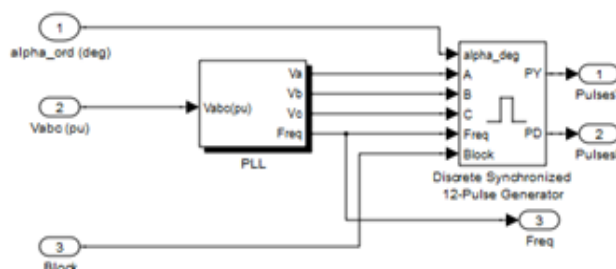 1
alpha_ord (deg)
2
Vabc (pu)
3
Block
Vabc(pu)
Va
Vb
Vc
Freq
PLL
alpha_deg
A
B
C
Freq
Block
PY
PD
Discrete Synchronized
12-Pulse Generator
1
Pulses
2
Pulses
3
Freq